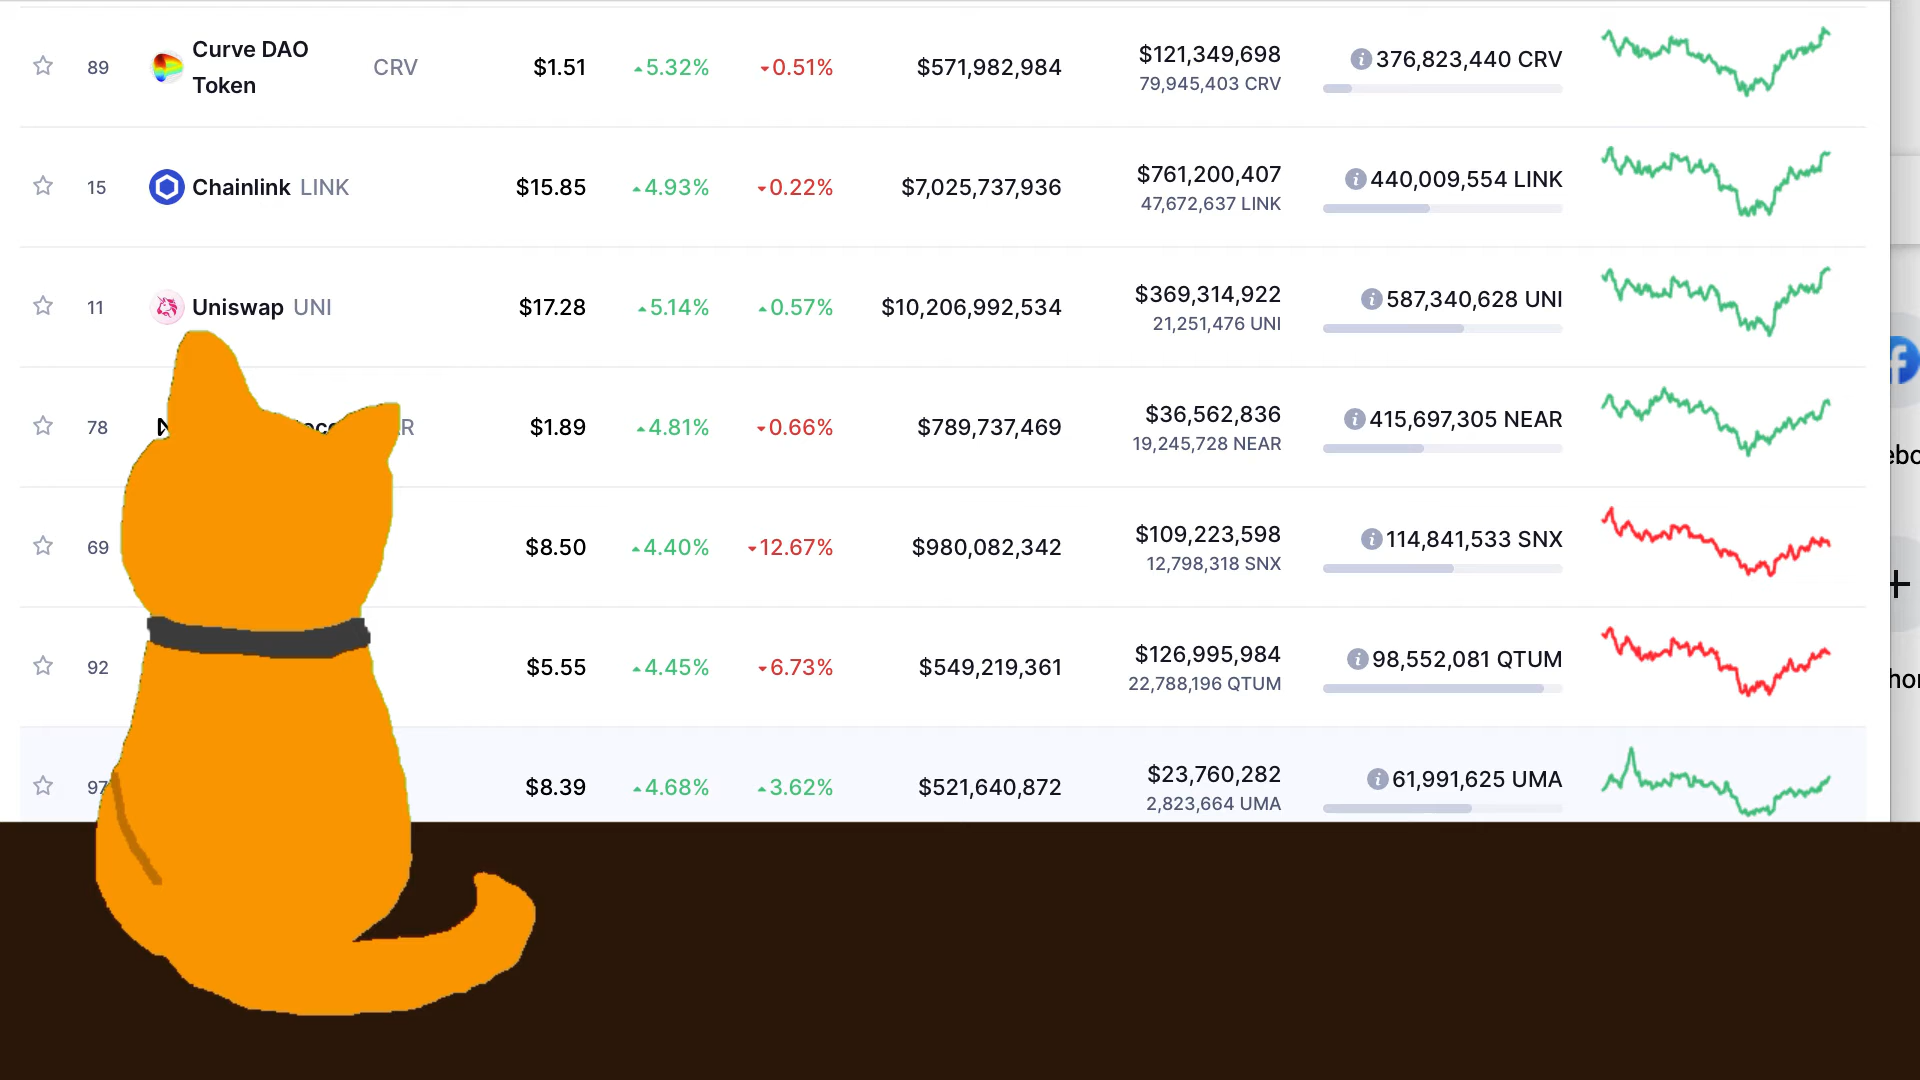 89 Curve DAO Token CRV $1.51 5.32% 0.51% $571,982,984 $121,349,698 79,945,403 CRV 376,823,440 CRV
15 Chainlink LINK $15.85 4.93% 0.22% $7,025,737,936 $761,200,407 47,672,637 LINK 440,009,554 LINK
11 Uniswap UNI $17.28 5.14% 0.57% $10,206,992,534 $369,314,922 21,251,476 UNI 587,340,628 UNI
78 $1.89 4.81% 0.66% $789,737,469 $36,562,836 19,245,728 NEAR 415,697,305 NEAR
69 $8.50 4.40% 12.67% $980,082,342 $109,223,598 12,798,318 SNX 114,841,533 SNX
92 $5.55 4.45% 6.73% $549,219,361 $126,995,984 22,788,196 QTUM 98,552,081 QTUM
97 $8.39 4.68% 3.62% $521,640,872 $23,760,282 2,823,664 UMA 61,991,625 UMA